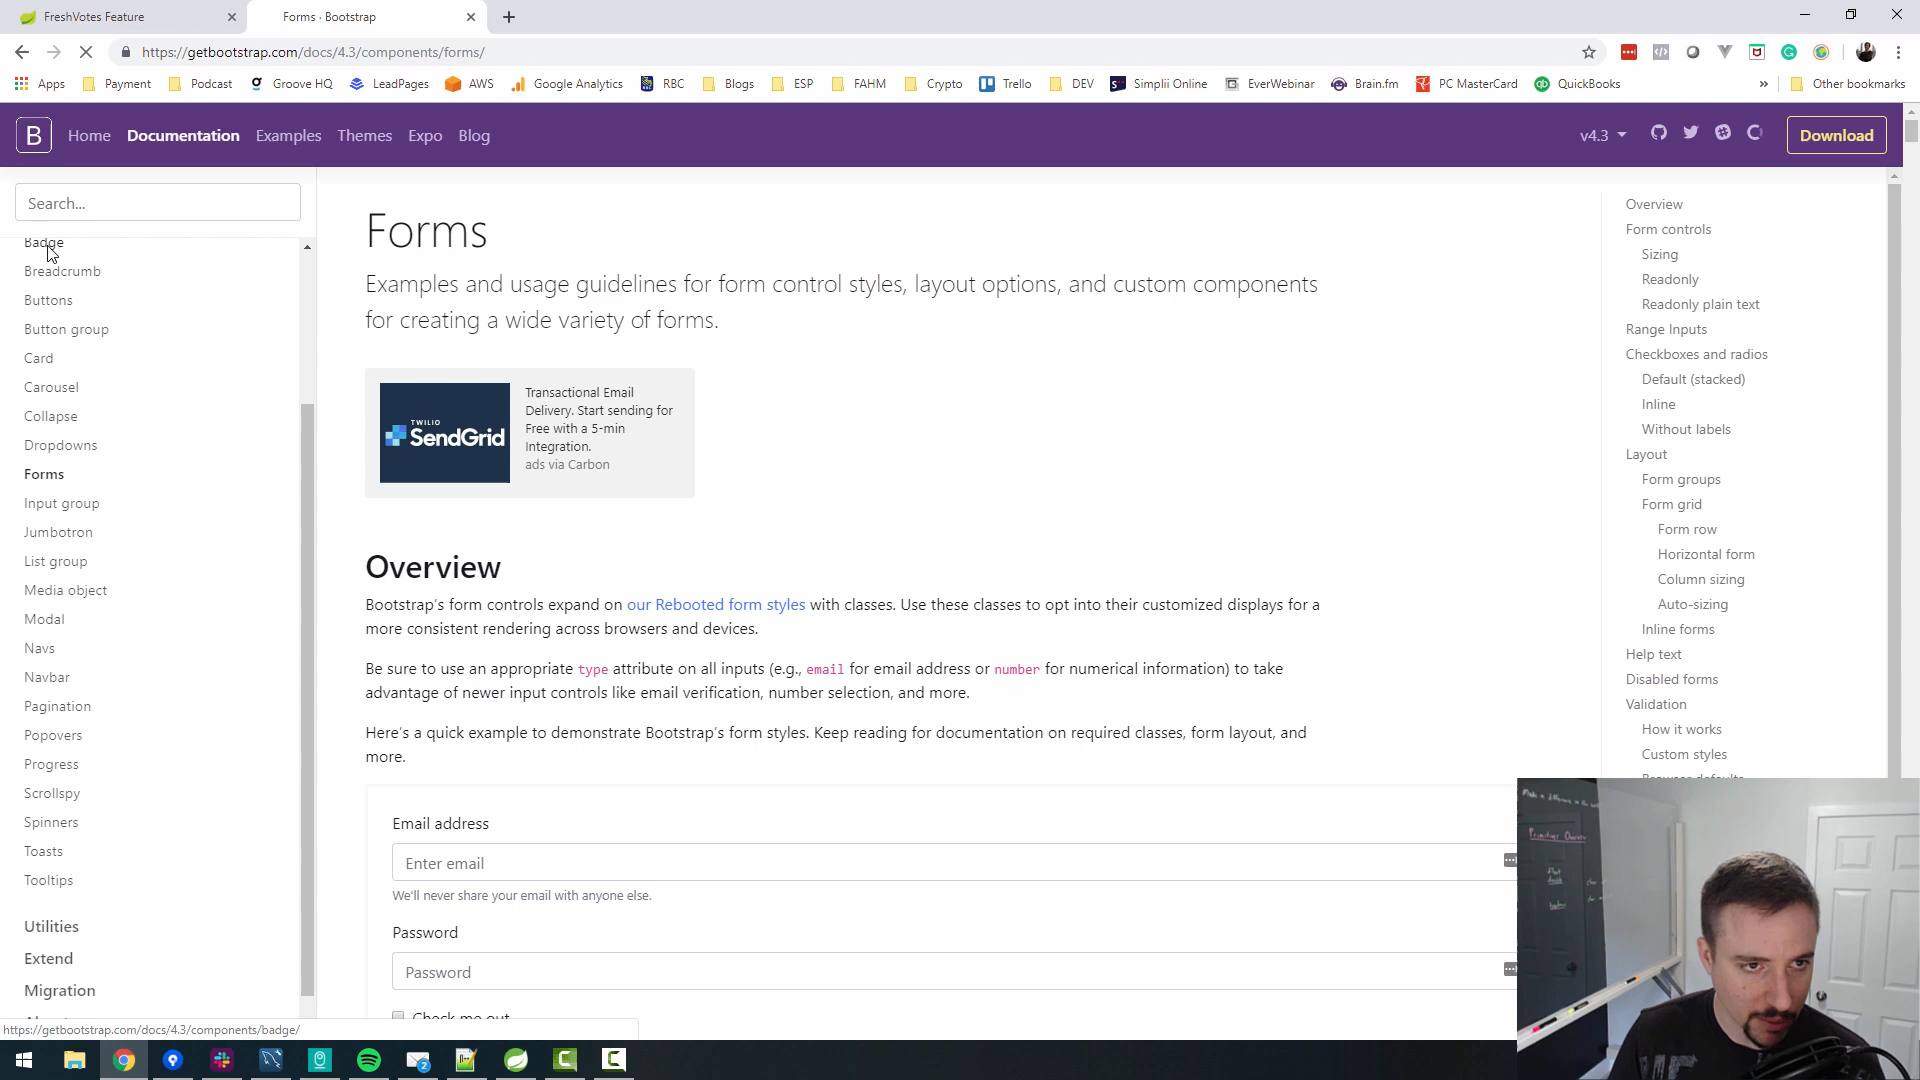 FreshVotes Feature
Forms · Bootstrap
https://getbootstrap.com/docs/4.3/components/forms/
Apps Payment Podcast Groove HQ LeadPages AWS Google Analytics RBC Blogs ESP FAHM Crypto Trello DEV Simplii Online EverWebinar Brain.fm PC MasterCard QuickBooks » Other bookmarks
B Home Documentation Examples Themes Expo Blog v4.3 Download
Search...
Badge
Breadcrumb
Buttons
Button group
Card
Carousel
Collapse
Dropdowns
Forms
Input group
Jumbotron
List group
Media object
Modal
Navs
Navbar
Pagination
Popovers
Progress
Scrollspy
Spinners
Toasts
Tooltips
Utilities
Extend
Migration
https://getbootstrap.com/docs/4.3/components/badge/
Forms
Examples and usage guidelines for form control styles, layout options, and custom components
for creating a wide variety of forms.
TWILIO
SendGrid
Transactional Email
Delivery. Start sending for
Free with a 5-min
Integration.
ads via Carbon
Overview
Bootstrap's form controls expand on our Rebooted form styles with classes. Use these classes to opt into their customized displays for a
more consistent rendering across browsers and devices.
Be sure to use an appropriate type attribute on all inputs (e.g., email for email address or number for numerical information) to take
advantage of newer input controls like email verification, number selection, and more.
Here's a quick example to demonstrate Bootstrap's form styles. Keep reading for documentation on required classes, form layout, and
more.
Email address
Enter email
We'll never share your email with anyone else.
Password
Password
Check me out
Overview
Form controls
Sizing
Readonly
Readonly plain text
Range Inputs
Checkboxes and radios
Default (stacked)
Inline
Without labels
Layout
Form groups
Form grid
Form row
Horizontal form
Column sizing
Auto-sizing
Inline forms
Help text
Disabled forms
Validation
How it works
Custom styles
Browser defaults
2